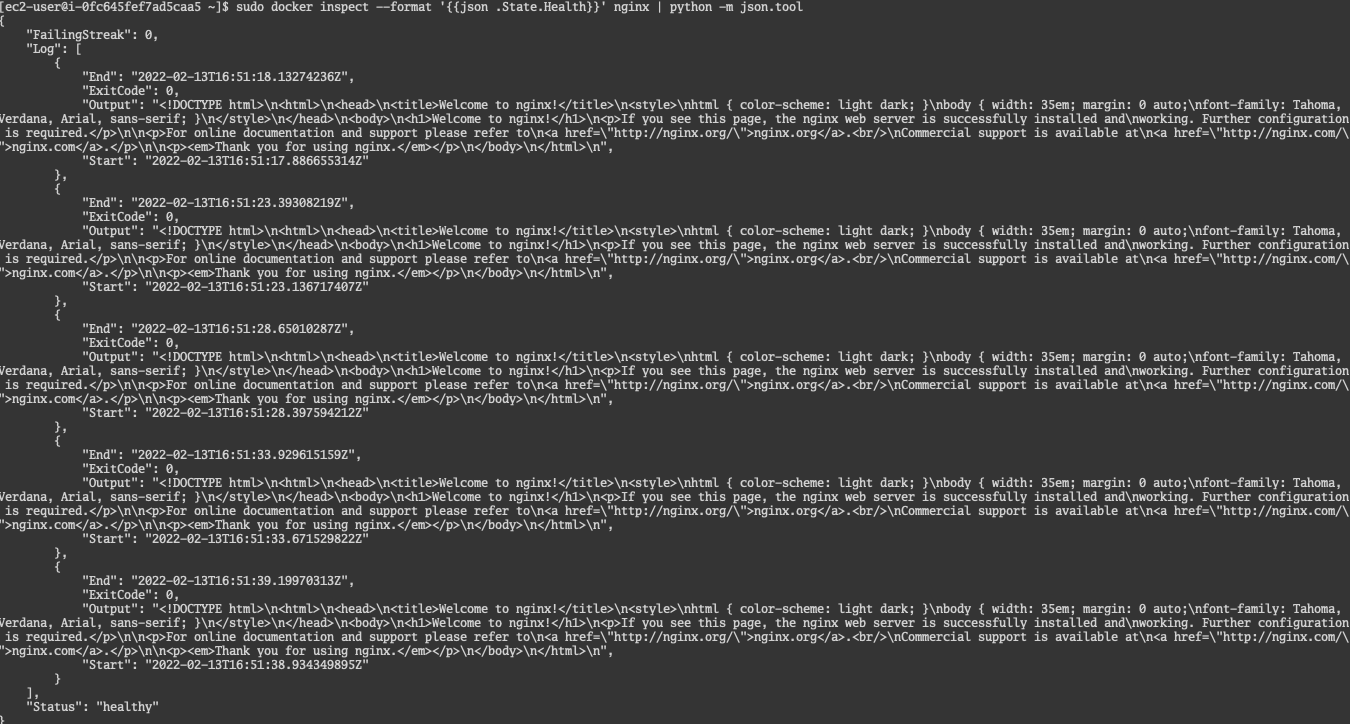 [ec2-user@i-0fc645fef7ad5caa5 ~]$ sudo docker inspect --format '{{json .State.Health}}' nginx | python -m json.tool
{
    "FailingStreak": 0,
    "Log": [
        {
            "End": "2022-02-13T16:51:18.13274236Z",
            "ExitCode": 0,
            "Output": "<!DOCTYPE html>\n<html>\n<head>\n<title>Welcome to nginx!</title>\n<style>\nhtml { color-scheme: light dark; }\nbody { width: 35em; margin: 0 auto;\nfont-family: Tahoma,
Verdana, Arial, sans-serif; }\n</style>\n</head>\n<body>\n<h1>Welcome to nginx!</h1>\n<p>If you see this page, the nginx web server is successfully installed and\nworking. Further configuration
 is required.</p>\n\n<p>For online documentation and support please refer to\n<a href=\"http://nginx.org/\">nginx.org</a>.<br/>\nCommercial support is available at\n<a href=\"http://nginx.com/\
">nginx.com</a>.</p>\n\n<p><em>Thank you for using nginx.</em></p>\n</body>\n</html>\n",
            "Start": "2022-02-13T16:51:17.886655314Z"
        },
        {
            "End": "2022-02-13T16:51:23.39308219Z",
            "ExitCode": 0,
            "Output": "<!DOCTYPE html>\n<html>\n<head>\n<title>Welcome to nginx!</title>\n<style>\nhtml { color-scheme: light dark; }\nbody { width: 35em; margin: 0 auto;\nfont-family: Tahoma,
Verdana, Arial, sans-serif; }\n</style>\n</head>\n<body>\n<h1>Welcome to nginx!</h1>\n<p>If you see this page, the nginx web server is successfully installed and\nworking. Further configuration
 is required.</p>\n\n<p>For online documentation and support please refer to\n<a href=\"http://nginx.org/\">nginx.org</a>.<br/>\nCommercial support is available at\n<a href=\"http://nginx.com/\
">nginx.com</a>.</p>\n\n<p><em>Thank you for using nginx.</em></p>\n</body>\n</html>\n",
            "Start": "2022-02-13T16:51:23.136717407Z"
        },
        {
            "End": "2022-02-13T16:51:28.65010287Z",
            "ExitCode": 0,
            "Output": "<!DOCTYPE html>\n<html>\n<head>\n<title>Welcome to nginx!</title>\n<style>\nhtml { color-scheme: light dark; }\nbody { width: 35em; margin: 0 auto;\nfont-family: Tahoma,
Verdana, Arial, sans-serif; }\n</style>\n</head>\n<body>\n<h1>Welcome to nginx!</h1>\n<p>If you see this page, the nginx web server is successfully installed and\nworking. Further configuration
 is required.</p>\n\n<p>For online documentation and support please refer to\n<a href=\"http://nginx.org/\">nginx.org</a>.<br/>\nCommercial support is available at\n<a href=\"http://nginx.com/\
">nginx.com</a>.</p>\n\n<p><em>Thank you for using nginx.</em></p>\n</body>\n</html>\n",
            "Start": "2022-02-13T16:51:28.397594212Z"
        },
        {
            "End": "2022-02-13T16:51:33.929615159Z",
            "ExitCode": 0,
            "Output": "<!DOCTYPE html>\n<html>\n<head>\n<title>Welcome to nginx!</title>\n<style>\nhtml { color-scheme: light dark; }\nbody { width: 35em; margin: 0 auto;\nfont-family: Tahoma,
Verdana, Arial, sans-serif; }\n</style>\n</head>\n<body>\n<h1>Welcome to nginx!</h1>\n<p>If you see this page, the nginx web server is successfully installed and\nworking. Further configuration
 is required.</p>\n\n<p>For online documentation and support please refer to\n<a href=\"http://nginx.org/\">nginx.org</a>.<br/>\nCommercial support is available at\n<a href=\"http://nginx.com/\
">nginx.com</a>.</p>\n\n<p><em>Thank you for using nginx.</em></p>\n</body>\n</html>\n",
            "Start": "2022-02-13T16:51:33.671529822Z"
        },
        {
            "End": "2022-02-13T16:51:39.19970313Z",
            "ExitCode": 0,
            "Output": "<!DOCTYPE html>\n<html>\n<head>\n<title>Welcome to nginx!</title>\n<style>\nhtml { color-scheme: light dark; }\nbody { width: 35em; margin: 0 auto;\nfont-family: Tahoma,
Verdana, Arial, sans-serif; }\n</style>\n</head>\n<body>\n<h1>Welcome to nginx!</h1>\n<p>If you see this page, the nginx web server is successfully installed and\nworking. Further configuration
 is required.</p>\n\n<p>For online documentation and support please refer to\n<a href=\"http://nginx.org/\">nginx.org</a>.<br/>\nCommercial support is available at\n<a href=\"http://nginx.com/\
">nginx.com</a>.</p>\n\n<p><em>Thank you for using nginx.</em></p>\n</body>\n</html>\n",
            "Start": "2022-02-13T16:51:38.934349895Z"
        }
    ],
    "Status": "healthy"
}